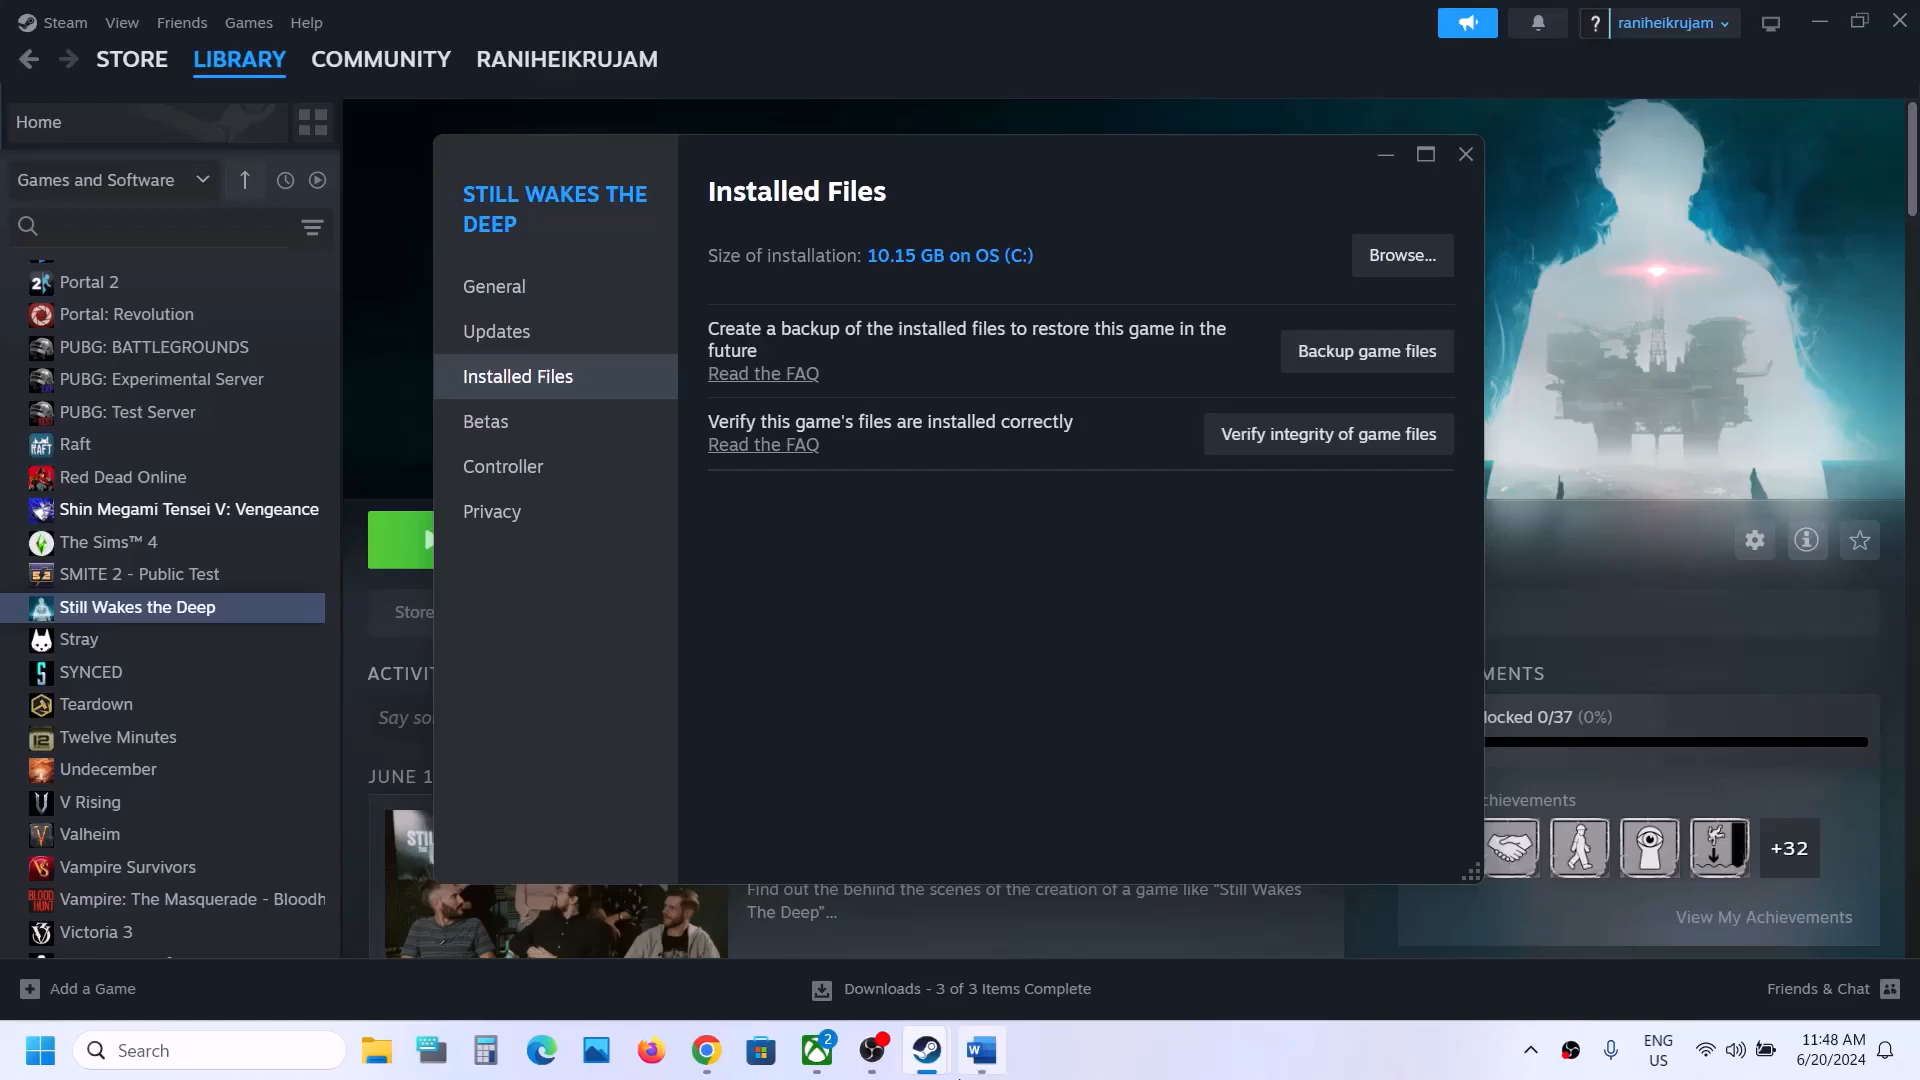 Steam View Friends Games Help
raniheikrujam
STORE LIBRARY COMMUNITY RANIHEIKRUJAM
Home
Games and Software
Portal 2
Portal: Revolution
PUBG: BATTLEGROUNDS
PUBG: Experimental Server
PUBG: Test Server
Raft
Red Dead Online
Shin Megami Tensei V: Vengeance
The Sims™ 4
SMITE 2 - Public Test
Still Wakes the Deep
Stray
SYNCED
Teardown
Twelve Minutes
Undecember
V Rising
Valheim
Vampire Survivors
Vampire: The Masquerade - Bloodh
Victoria 3
STILL WAKES THE
DEEP
General
Updates
Installed Files
Betas
Controller
Privacy
Installed Files
Size of installation: 10.15 GB on OS (C:)
Browse...
Create a backup of the installed files to restore this game in the
future
Read the FAQ
Backup game files
Verify this game's files are installed correctly
Read the FAQ
Verify integrity of game files
Store
ACTIVIT
Say so
JUNE 1
STIL
Find out the behind the scenes of the creation of a game like "Still Wakes
The Deep"...
MENTS
locked 0/37 (0%)
chievements
+32
View My Achievements
Add a Game
Downloads - 3 of 3 Items Complete
Friends & Chat
Search
2
ENG
US
11:48 AM
6/20/2024